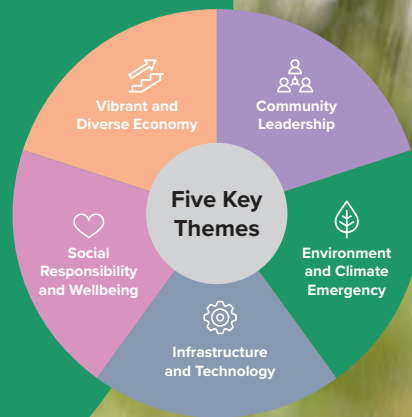 Five Key
Themes
Vibrant and
Diverse Economy
Community
Leadership
Environment
and Climate
Emergency
Infrastructure
and Technology
Social
Responsibility
and Wellbeing